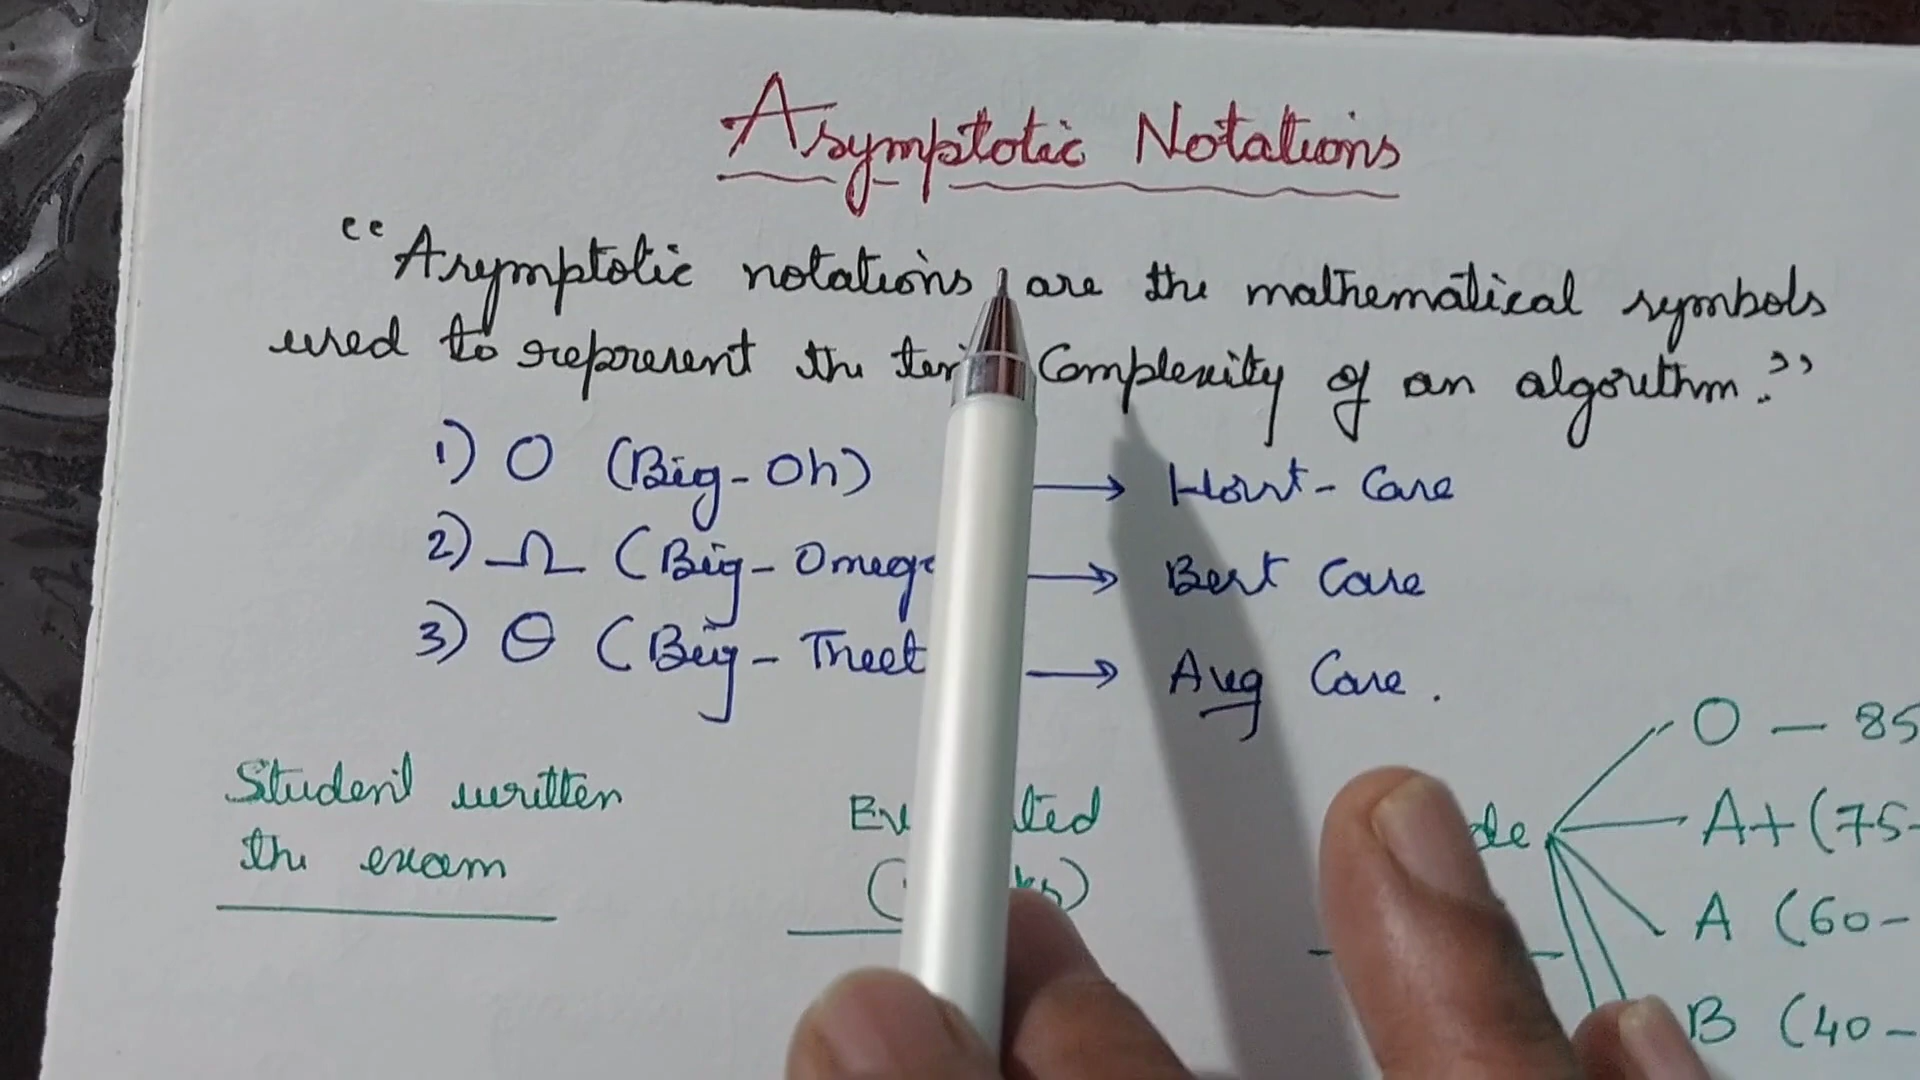 Asymptotic Notations
“Asymptotic notations are the mathematical symbols
used to represent the Complexity of an algorithm.”
1) O (Big-Oh) → Worst-Case
2) Ω (Big-Omega → Best Case
3) Θ (Big-Theet → Avg Case.
Student written
the exam
O — 85
A+ (75-
A (60-
B (40-